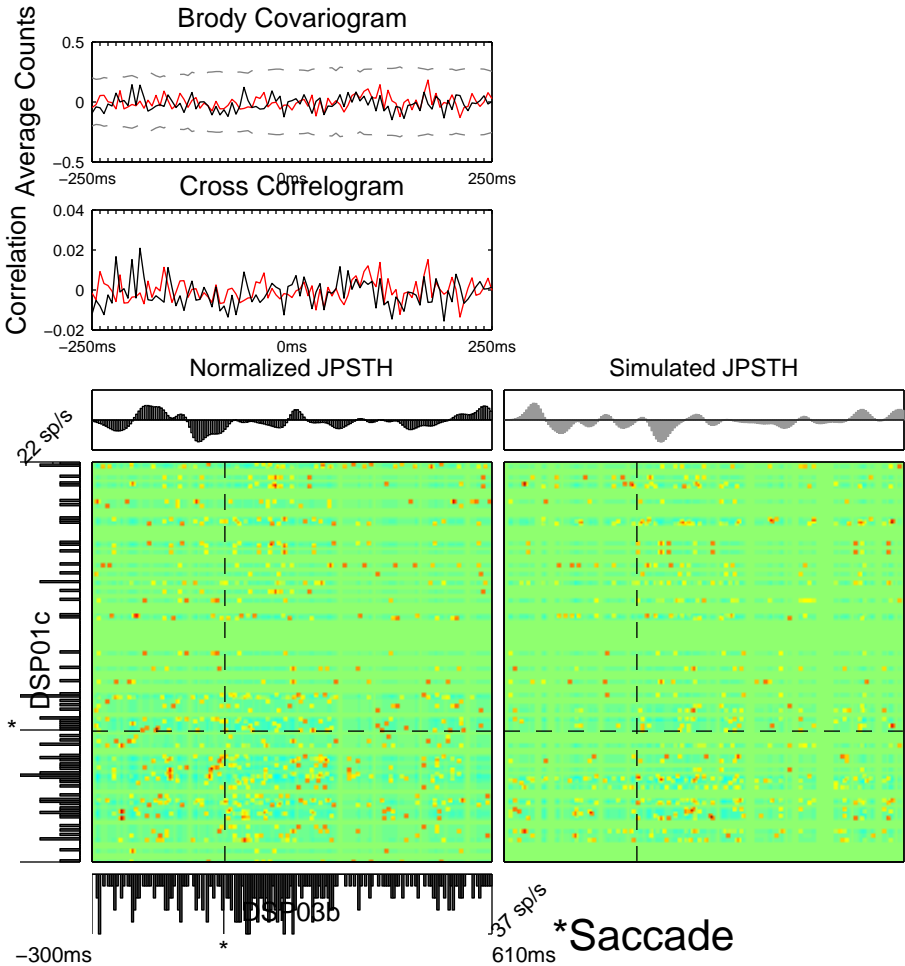 Brody Covariogram
Average Counts
0.5
0
−0.5
−250ms
0ms
250ms
Cross Correlogram
Correlation
0.04
0.02
0
−0.02
−250ms
0ms
250ms
Normalized JPSTH
Simulated JPSTH
22 sp/s
DSP01c
*
DSP03b
*
37 sp/s
−300ms
610ms
*Saccade